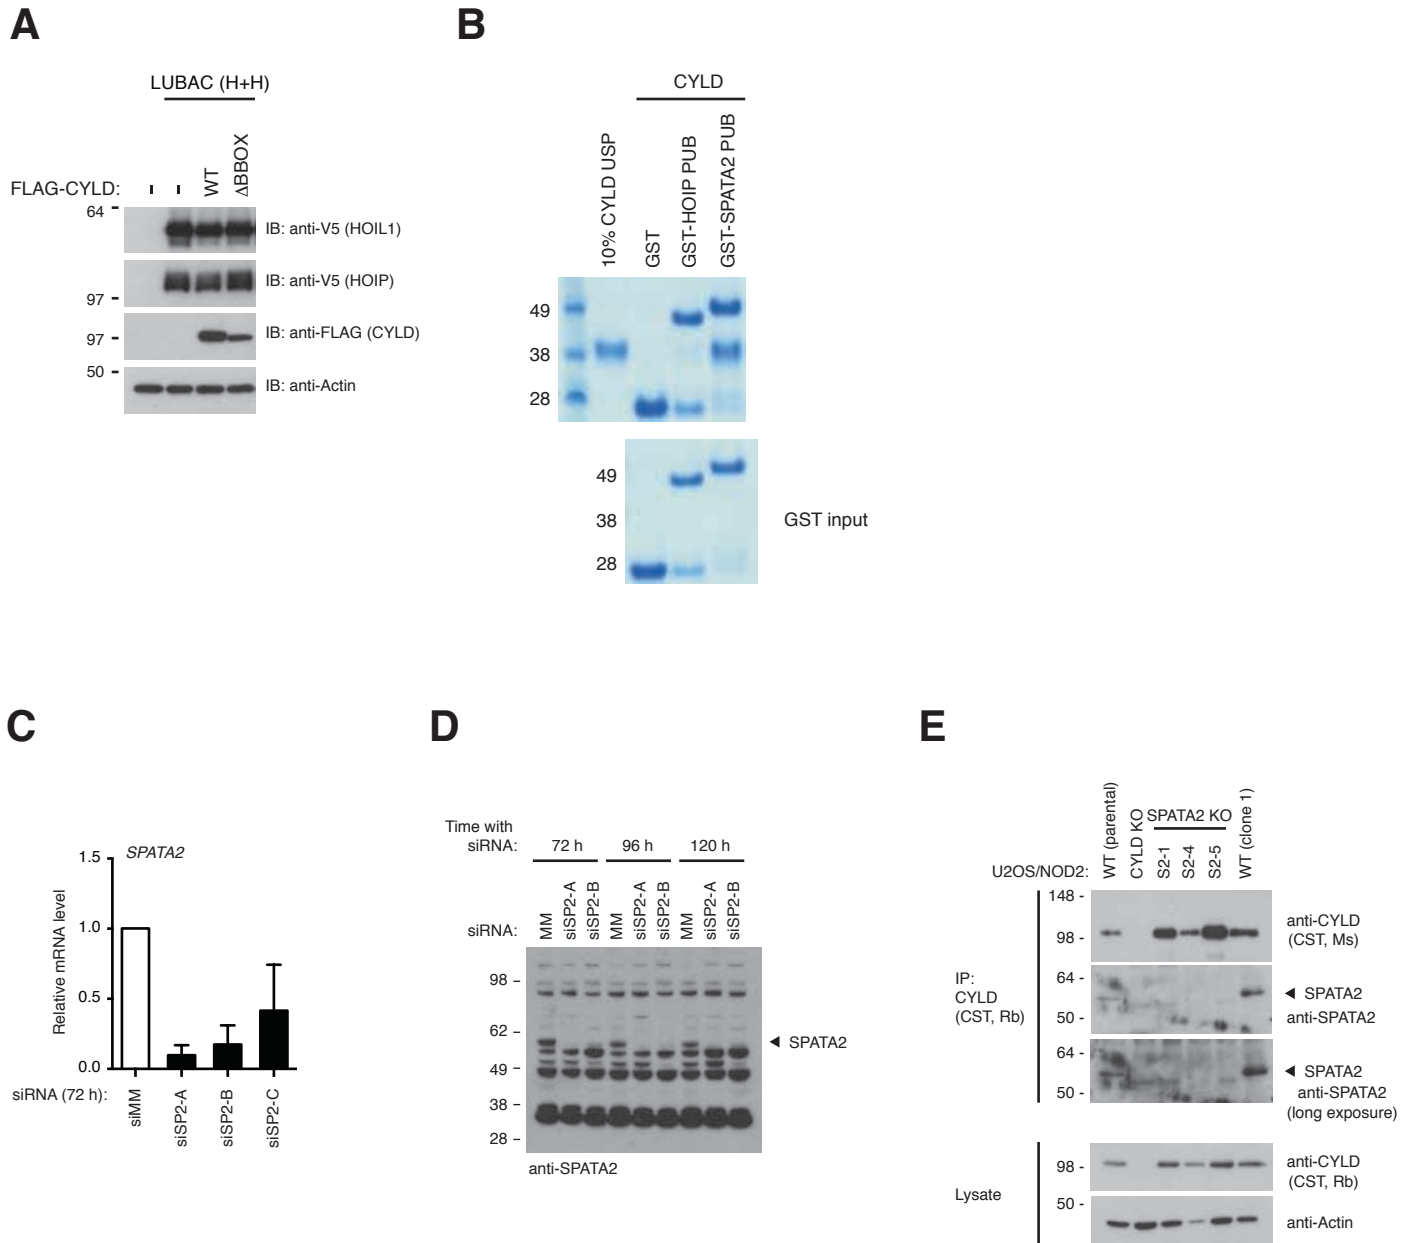 A
LUBAC (H+H)
FLAG-CYLD:
-
-
WT
ΔBBOX
64
IB: anti-V5 (HOIL1)
IB: anti-V5 (HOIP)
97
97
IB: anti-FLAG (CYLD)
50
IB: anti-Actin
B
CYLD
10% CYLD USP
GST
GST-HOIP PUB
GST-SPATA2 PUB
49
38
28
49
38
28
GST input
C
SPATA2
Relative mRNA level
1.5
1.0
0.5
0.0
siRNA (72 h):
siMM
siSP2-A
siSP2-B
siSP2-C
D
Time with
siRNA:
72 h
96 h
120 h
siRNA:
MM
siSP2-A
siSP2-B
MM
siSP2-A
siSP2-B
MM
siSP2-A
siSP2-B
98
62
49
38
28
SPATA2
anti-SPATA2
E
U2OS/NOD2:
WT (parental)
CYLD KO
SPATA2 KO
S2-1
S2-4
S2-5
WT (clone 1)
IP:
CYLD
(CST, Rb)
148
98
anti-CYLD
(CST, Ms)
64
SPATA2
50
anti-SPATA2
64
SPATA2
50
anti-SPATA2
(long exposure)
Lysate
98
anti-CYLD
(CST, Rb)
50
anti-Actin